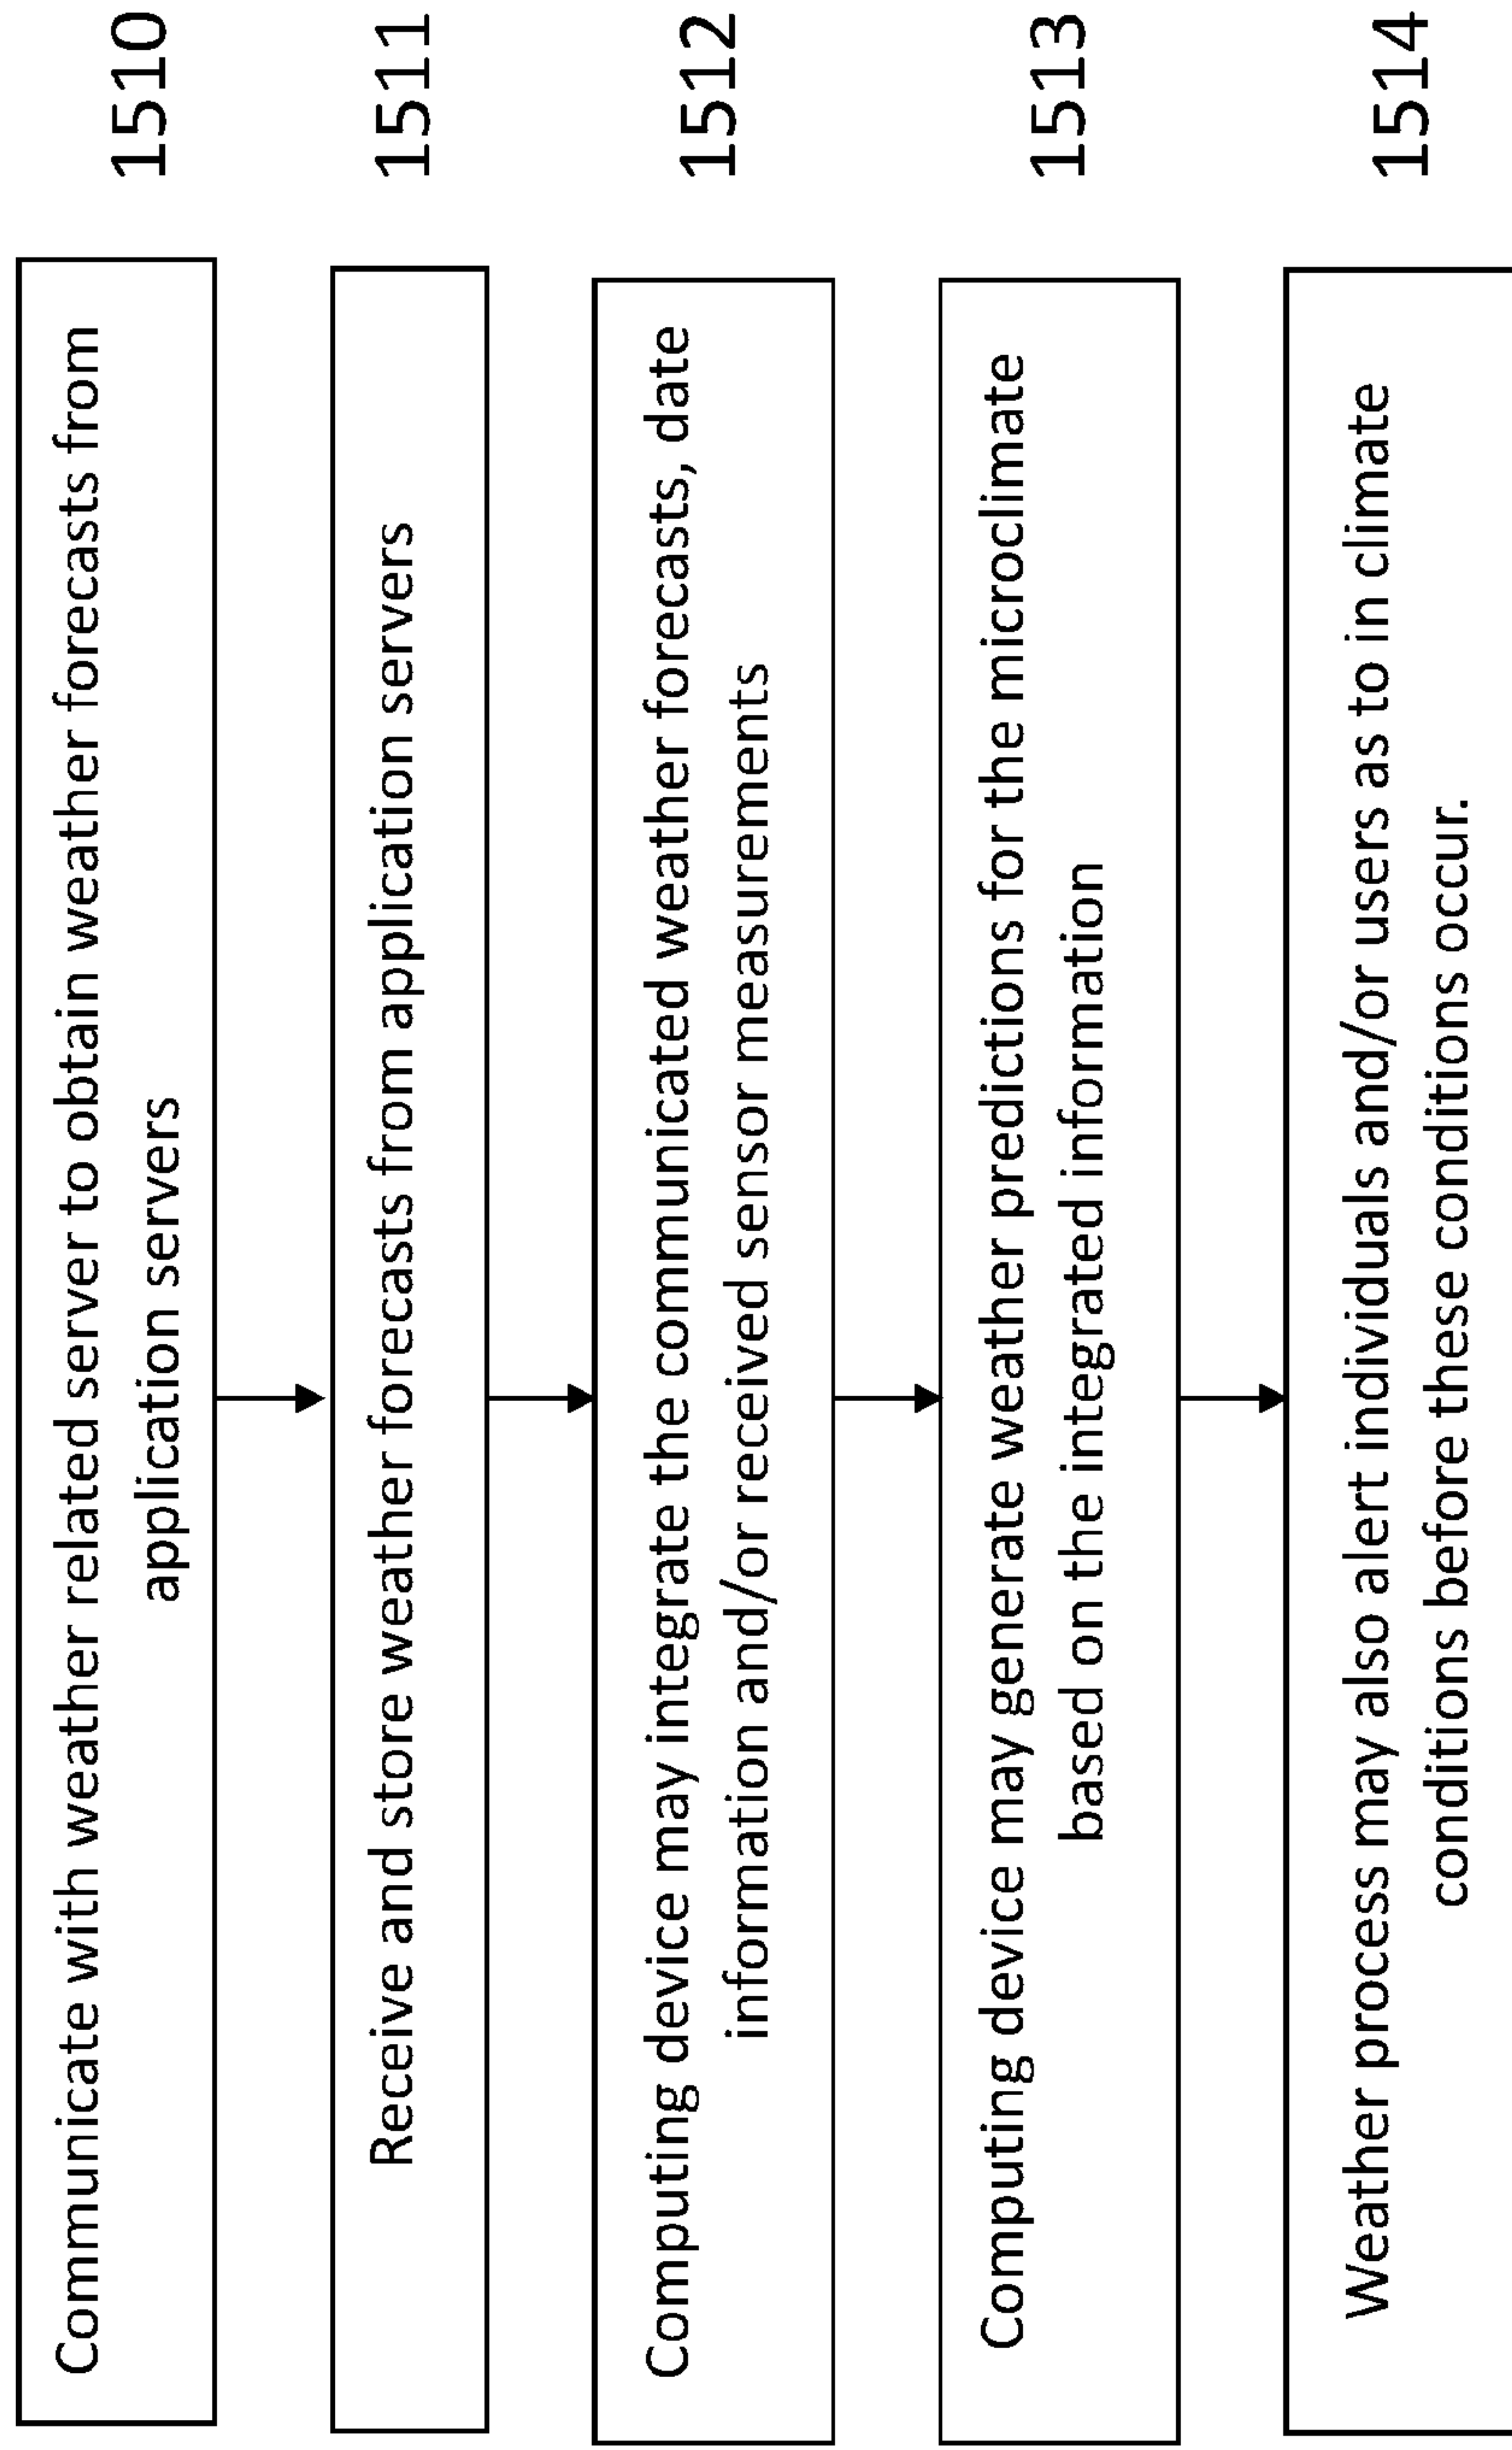 Communicate with weather related server to obtain weather forecasts from
application servers
1510
Receive and store weather forecasts from application servers
1511
Computing device may integrate the communicated weather forecasts, date
information and/or received sensor measurements
1512
Computing device may generate weather predictions for the microclimate
based on the integrated information
1513
Weather process may also alert individuals and/or users as to in climate
conditions before these conditions occur.
1514